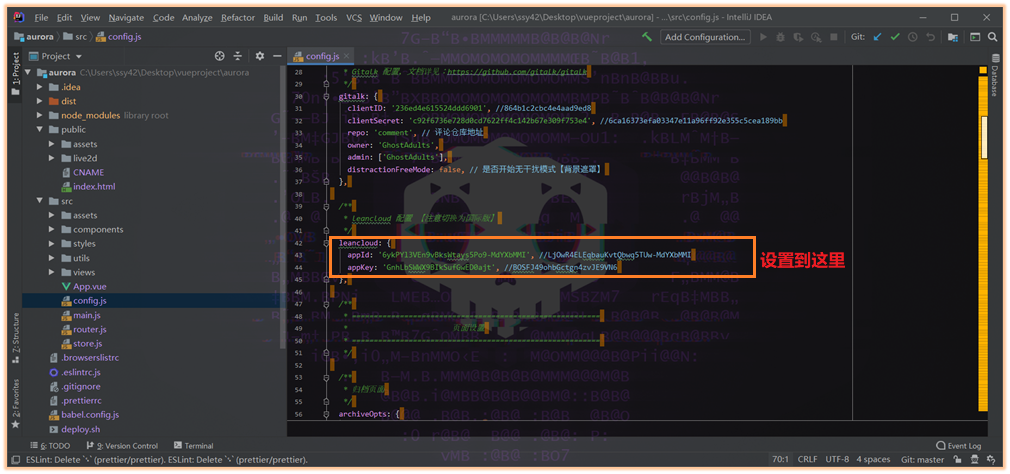 File Edit View Navigate Code Analyze Refactor Build Run Tools VCS Window Help aurora [C:\Users\ssy42\Desktop\vueproject\aurora] - ...\src\config.js - IntelliJ IDEA
aurora src config.js Add Configuration... Git:
Project config.js
1: Project
aurora C:\Users\ssy42\Desktop\vueproject\aurora
.idea
dist
node_modules library root
public
assets
live2d
CNAME
index.html
src
assets
components
styles
utils
views
App.vue
config.js
main.js
router.js
store.js
.browserslistrc
.eslintrc.js
.gitignore
.prettierrc
babel.config.js
deploy.sh
Z: Structure
2: Favorites
Database
28 * Gitalk 配置，文档详见：https://github.com/gitalk/gitalk
29 */
30 gitalk: {
31 clientID: '236ed4e615524ddd6901', //864b1c2cbc4e4aad9ed8
32 clientSecret: 'c92f6736e728d0cd7622ff4c142b67e309f753e4', //6ca16373efa03347e11a96ff92e355c5cea189bb
33 repo: 'comment', // 评论仓库地址
34 owner: 'GhostAdults',
35 admin: ['GhostAdults'],
36 distractionFreeMode: false, // 是否开始无干扰模式【背景遮罩】
37 },
38
39 /**
40 * Leancloud 配置 【注意切换为国际版】
41 */
42 leancloud: {
43 appId: '6ykPY13VEn9vBksWtays5Po9-MdYXbMMI', //LjOwR4ELEqbauKvtQbwq5TUw-MdYXbMMI
44 appKey: 'GnhLbSWWX9BIkSufGwED0ajt', //BOSFJ49ohbGctgn4zvJE9VN6
45 },
设置到这里
46
47 /**
48 *
49 * 页面配置
50 *
51 */
52
53 /**
54 * 归档页面
55 */
56 archiveOpts: {
6: TODO 9: Version Control Terminal Event Log
ESLint: Delete `␍` (prettier/prettier). ESLint: Delete `␍` (prettier/prettier). 70:1 CRLF UTF-8 4 spaces Git: master